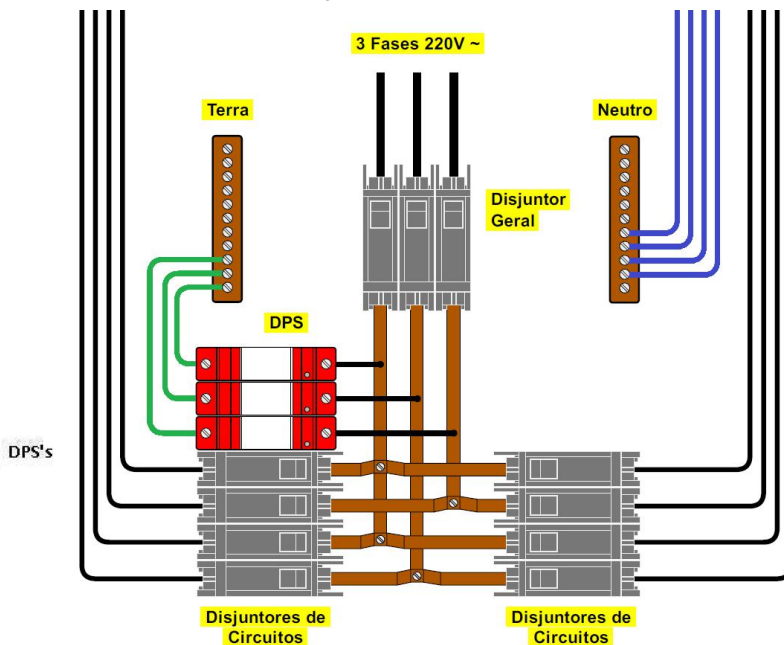 3 Fases 220V ~
Terra
Neutro
Disjuntor
Geral
DPS
DPS's
Disjuntores de
Circuitos
Disjuntores de
Circuitos